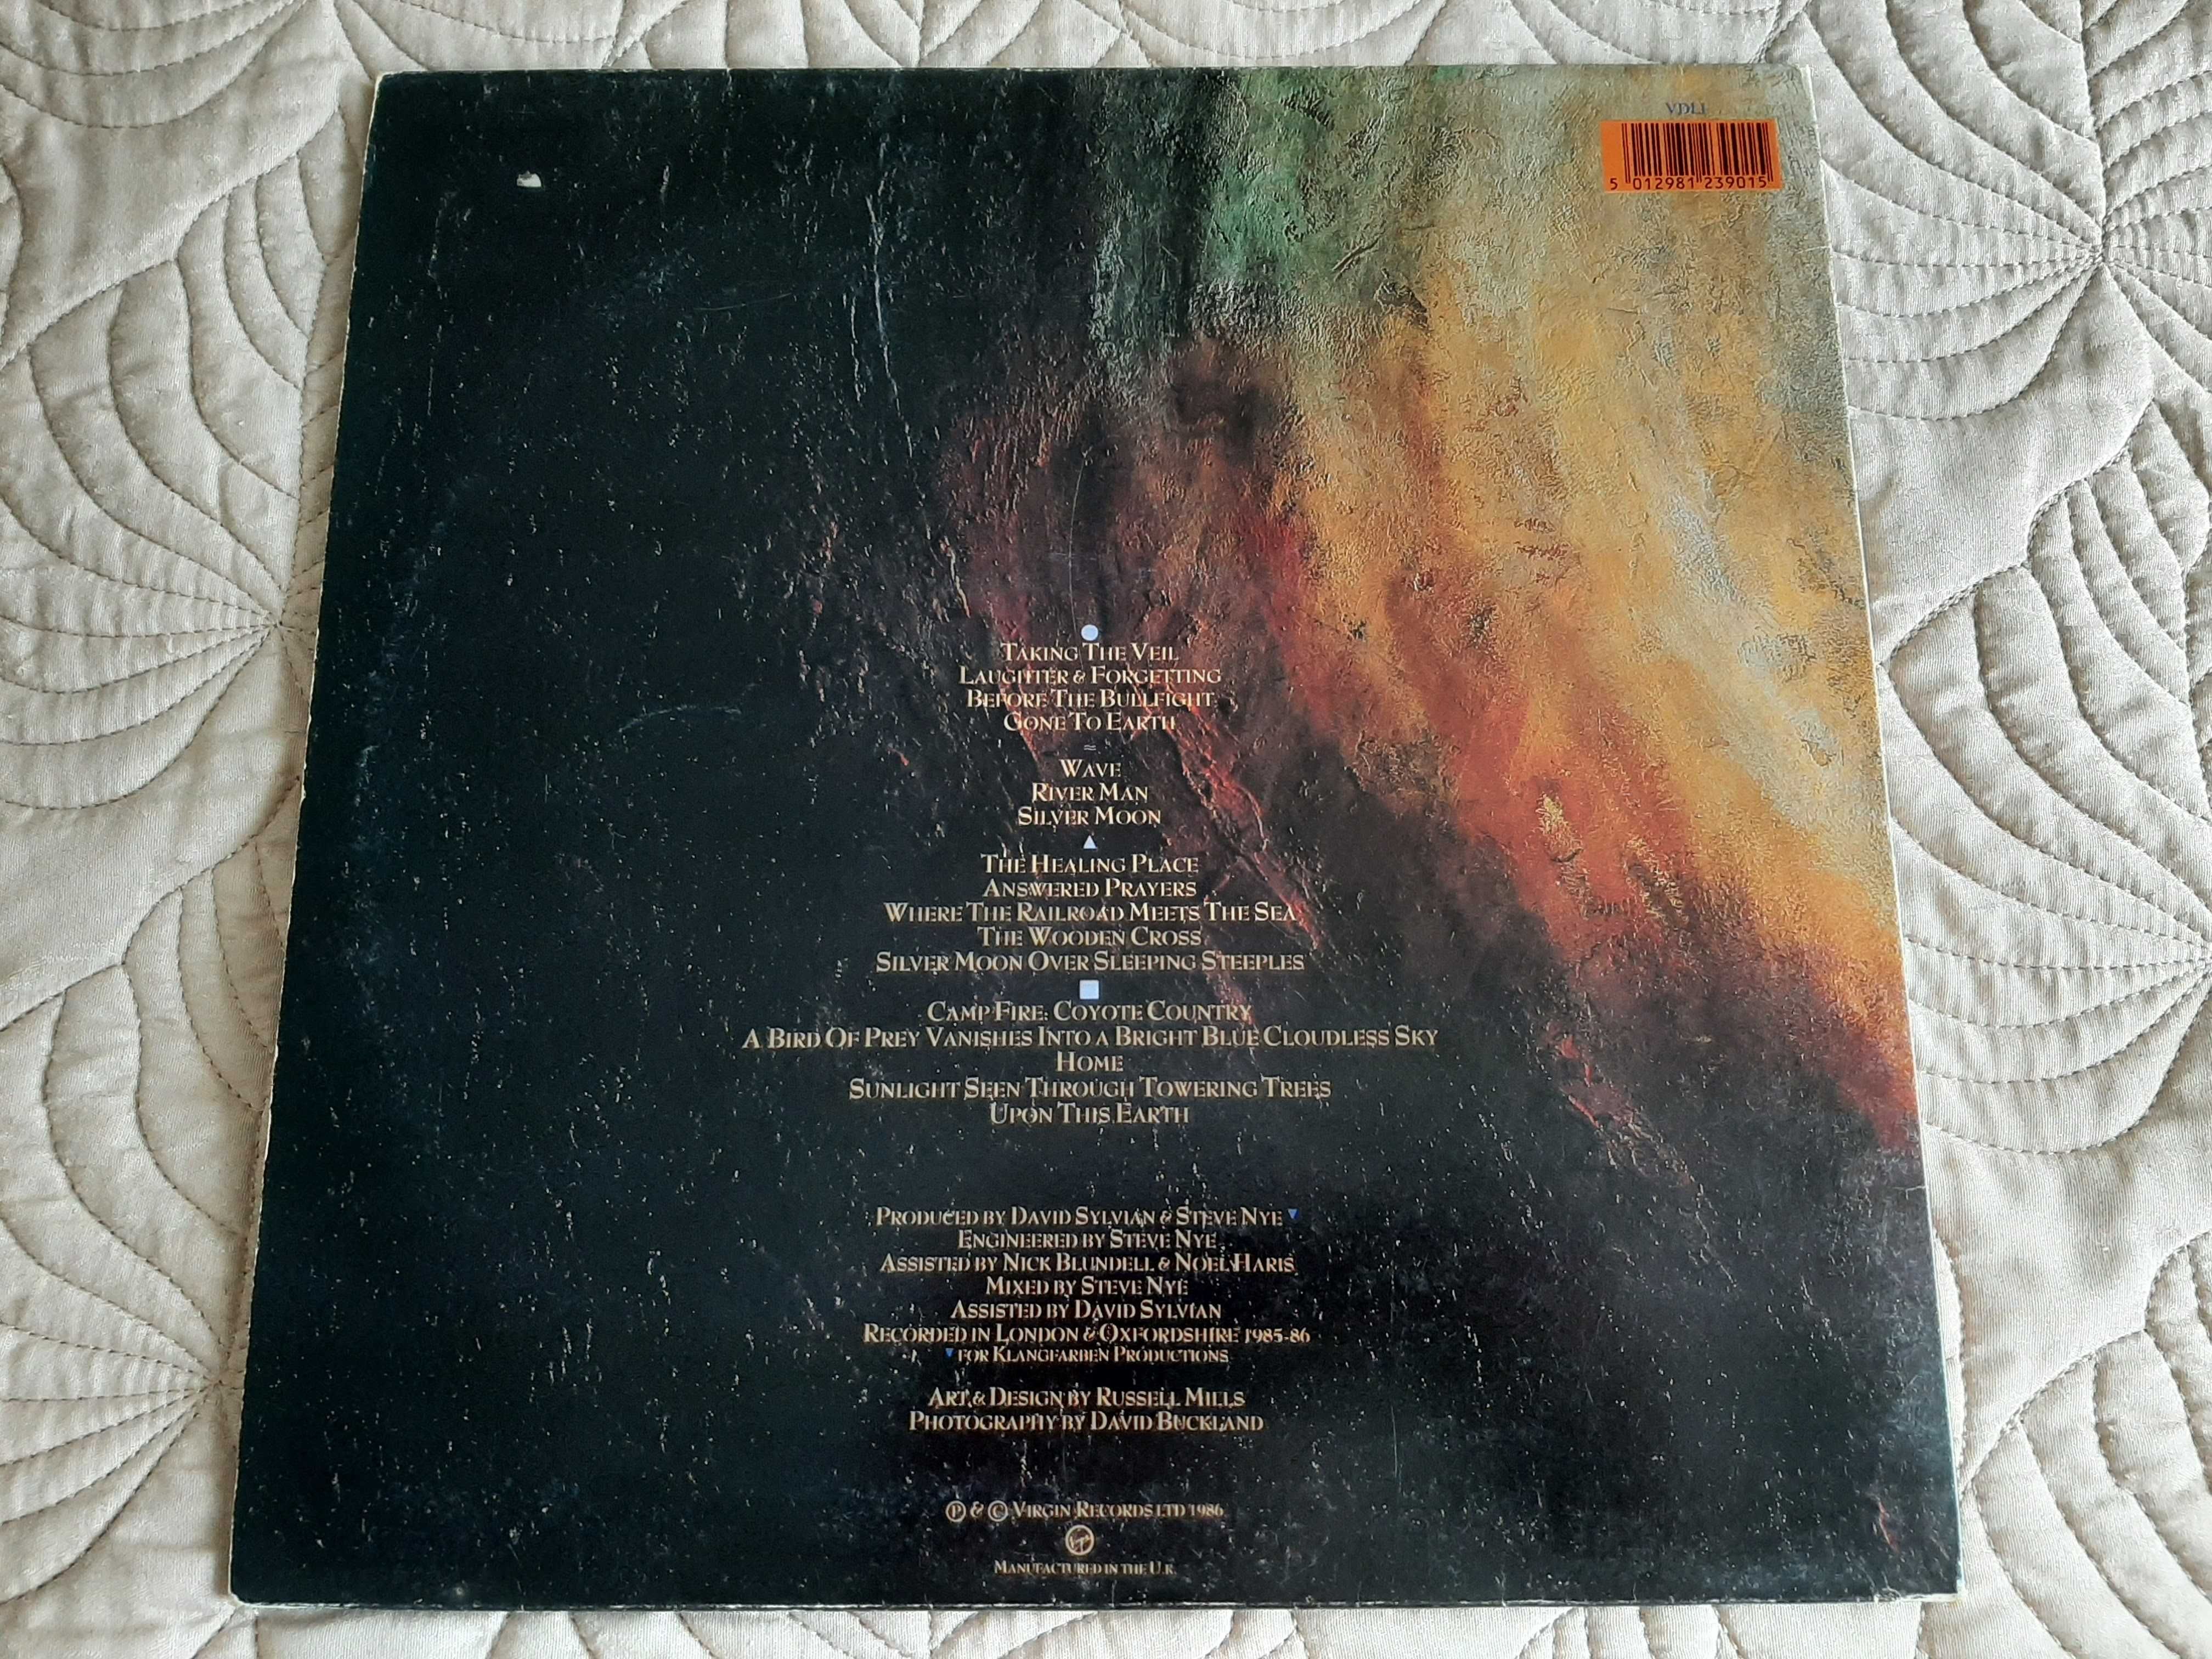 VDL1
5 012981 239015
Taking The Veil
Laughter & Forgetting
Before The Bullfight
Gone To Earth
≈
Wave
River Man
Silver Moon
The Healing Place
Answered Prayers
Where The Railroad Meets The Sea
The Wooden Cross
Silver Moon Over Sleeping Steeples
Camp Fire: Coyote Country
A Bird Of Prey Vanishes Into a Bright Blue Cloudless Sky
Home
Sunlight Seen Through Towering Trees
Upon This Earth
Produced by David Sylvian & Steve Nye ▼
Engineered by Steve Nye
Assisted by Nick Blundell & Noel Haris
Mixed by Steve Nye
Assisted by David Sylvian
Recorded in London & Oxfordshire 1985-86
▼ for Klangfarben Productions
Art & Design by Russell Mills
Photography by David Buckland
℗ & © Virgin Records Ltd 1986
Virgin
Manufactured in the U.K.